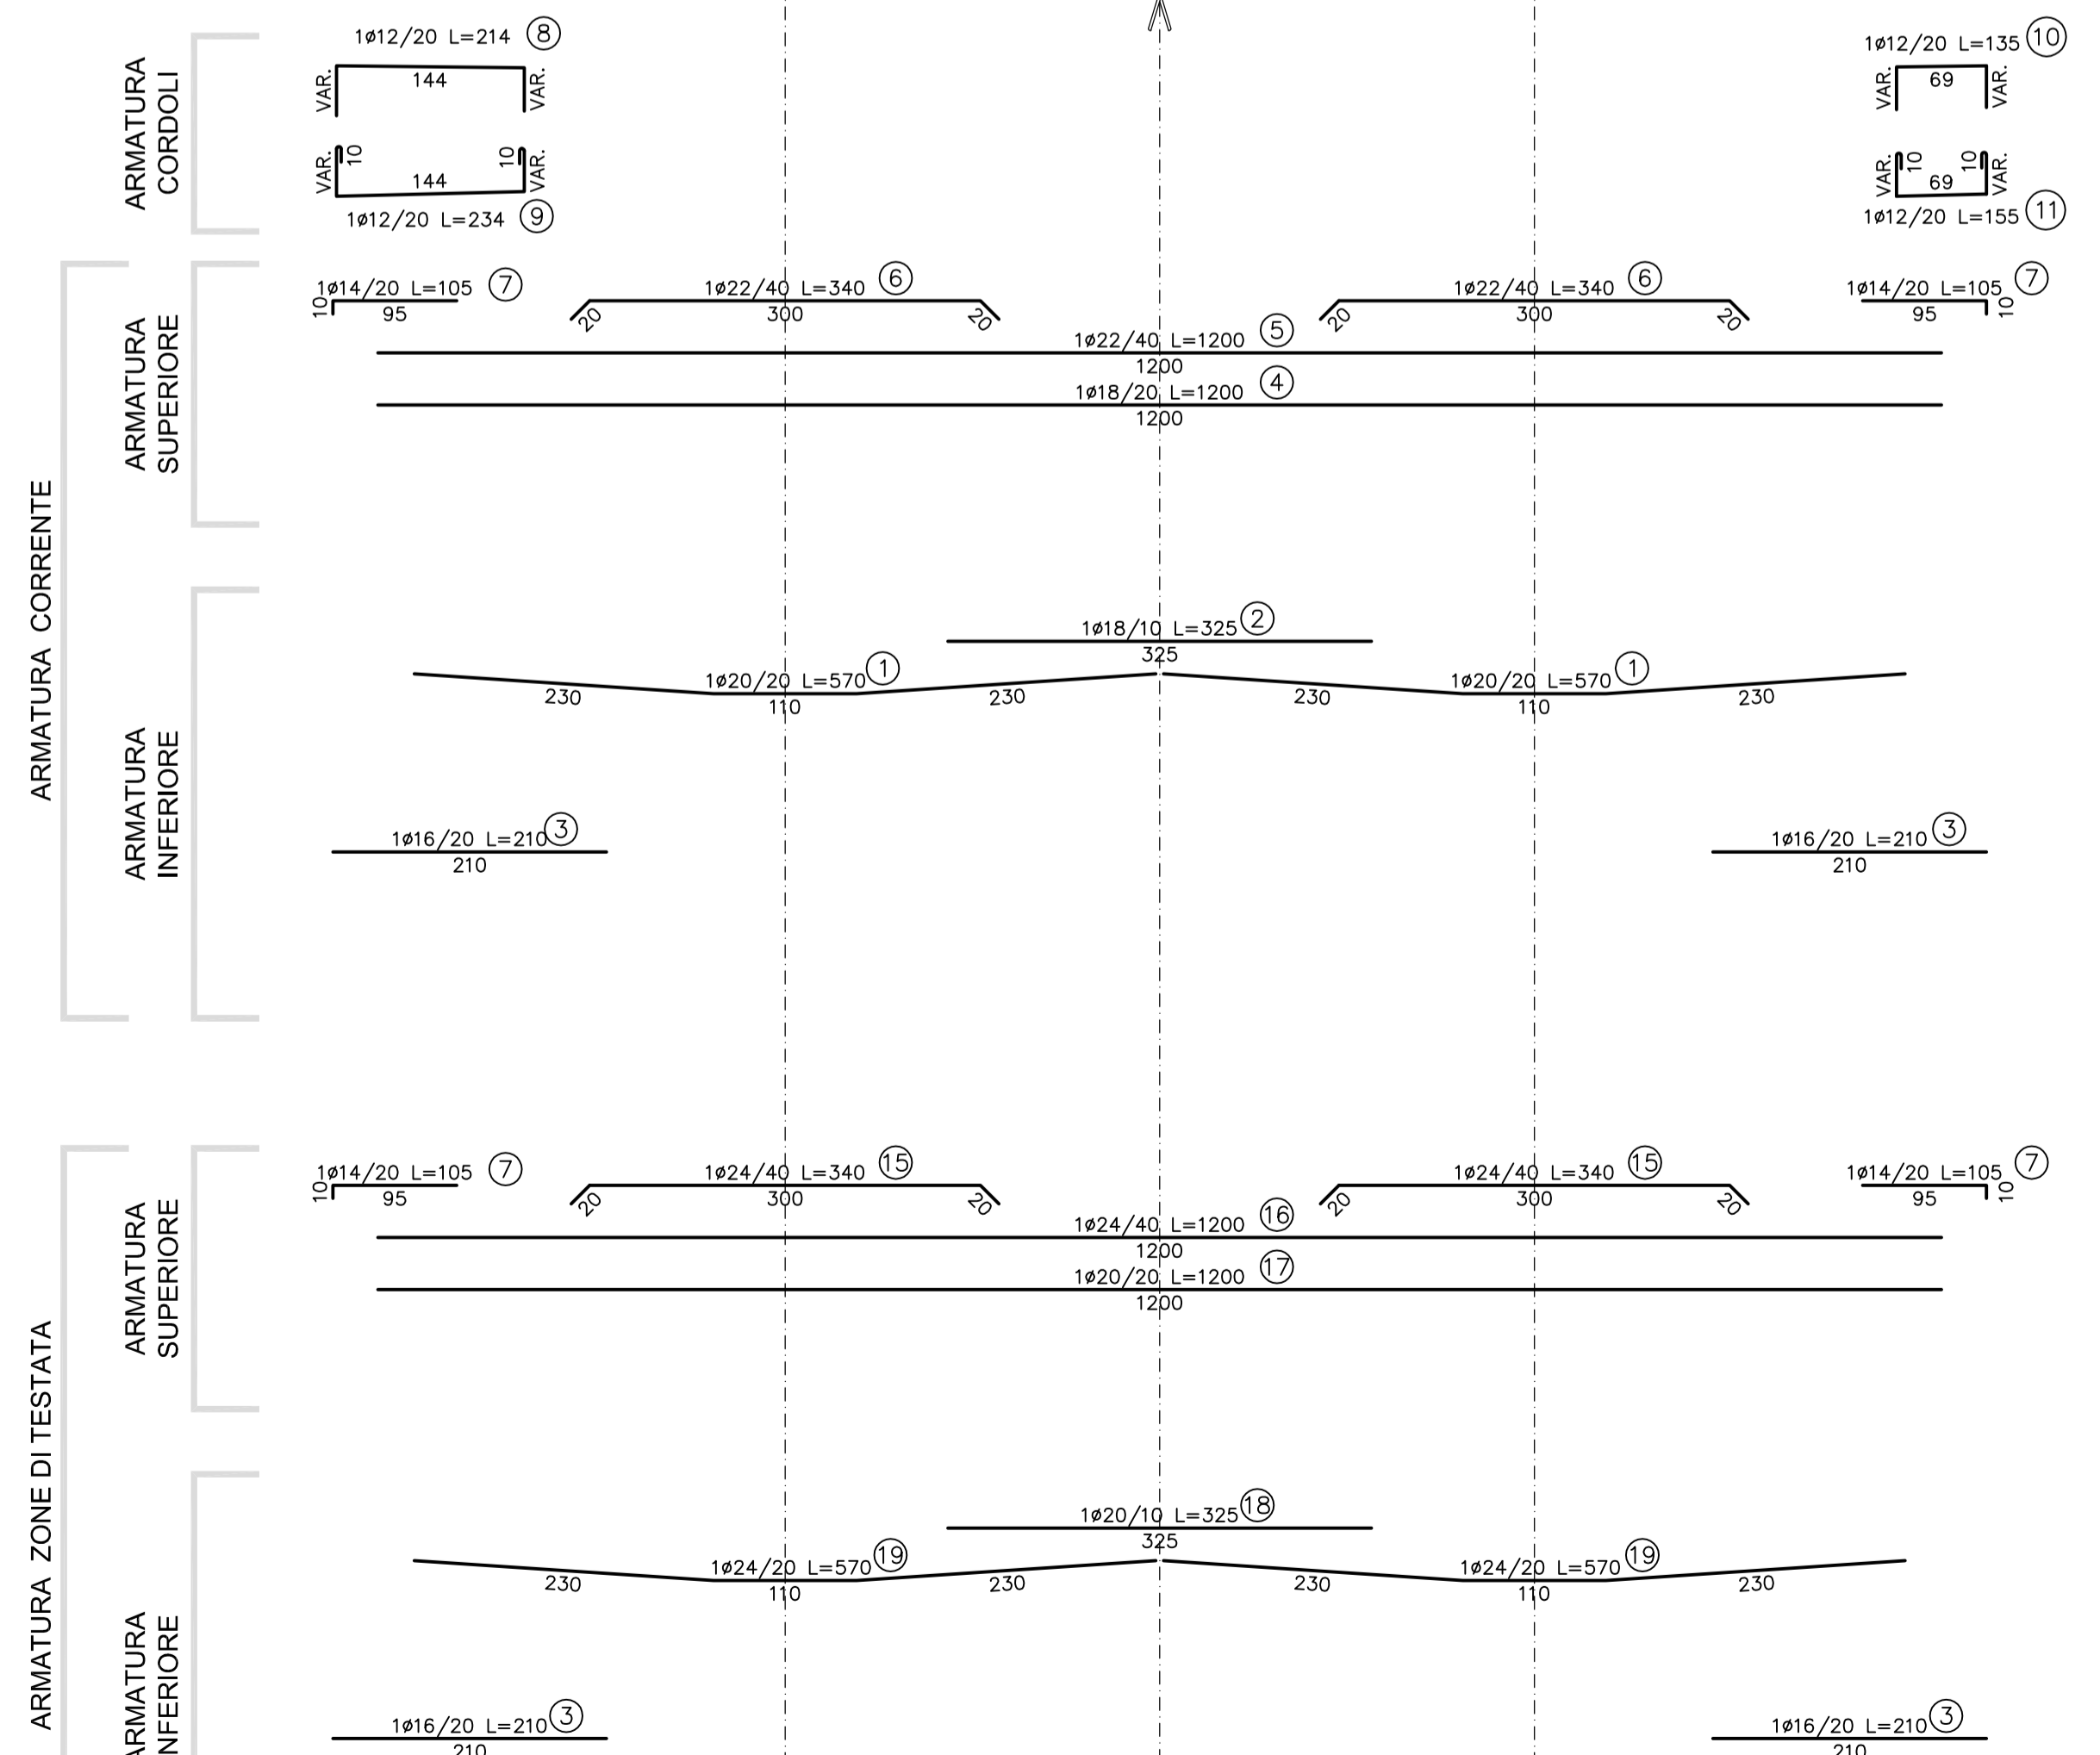 ARMATURA
CORDOLI
1ø12/20 L=214 8
VAR. 144 VAR.
VAR. 10 144 10 VAR.
1ø12/20 L=234 9
1ø12/20 L=135 10
VAR. 69 VAR.
VAR. 10 10 VAR.
69
1ø12/20 L=155 11
ARMATURA CORRENTE
ARMATURA
SUPERIORE
1ø14/20 L=105 7
10 95
1ø22/40 L=340 6
20 300 20
1ø22/40 L=340 6
20 300 20
1ø14/20 L=105 7
95 10
1ø22/40 L=1200 5
1200
1ø18/20 L=1200 4
1200
ARMATURA
INFERIORE
1ø18/10 L=325 2
325
1ø20/20 L=570 1
230 110 230
1ø20/20 L=570 1
230 110 230
1ø16/20 L=210 3
210
1ø16/20 L=210 3
210
ARMATURA ZONE DI TESTATA
ARMATURA
SUPERIORE
1ø14/20 L=105 7
10 95
1ø24/40 L=340 15
20 300 20
1ø24/40 L=340 15
20 300 20
1ø14/20 L=105 7
95 10
1ø24/40 L=1200 16
1200
1ø20/20 L=1200 17
1200
ARMATURA
INFERIORE
1ø20/10 L=325 18
325
1ø24/20 L=570 19
230 110 230
1ø24/20 L=570 19
230 110 230
1ø16/20 L=210 3
210
1ø16/20 L=210 3
210